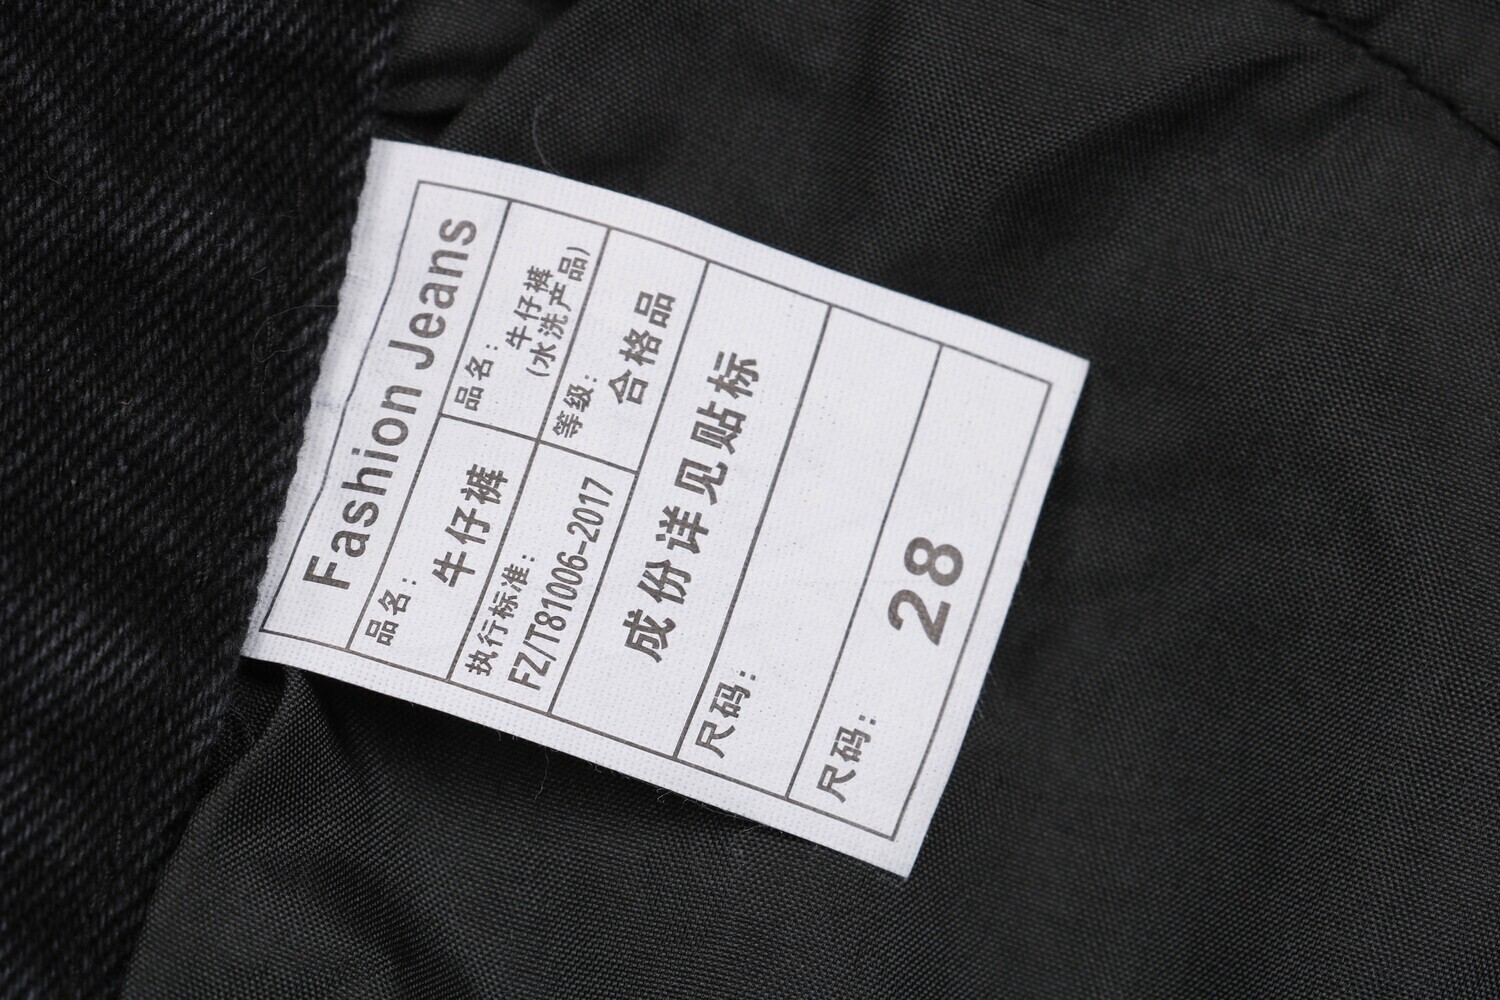 Fashion Jeans
品名：
牛仔裤
品名：
牛仔裤
(水洗产品)
执行标准：
FZ/T81006-2017
等级：
合格品
成份详见贴标
尺码：
尺码：
28